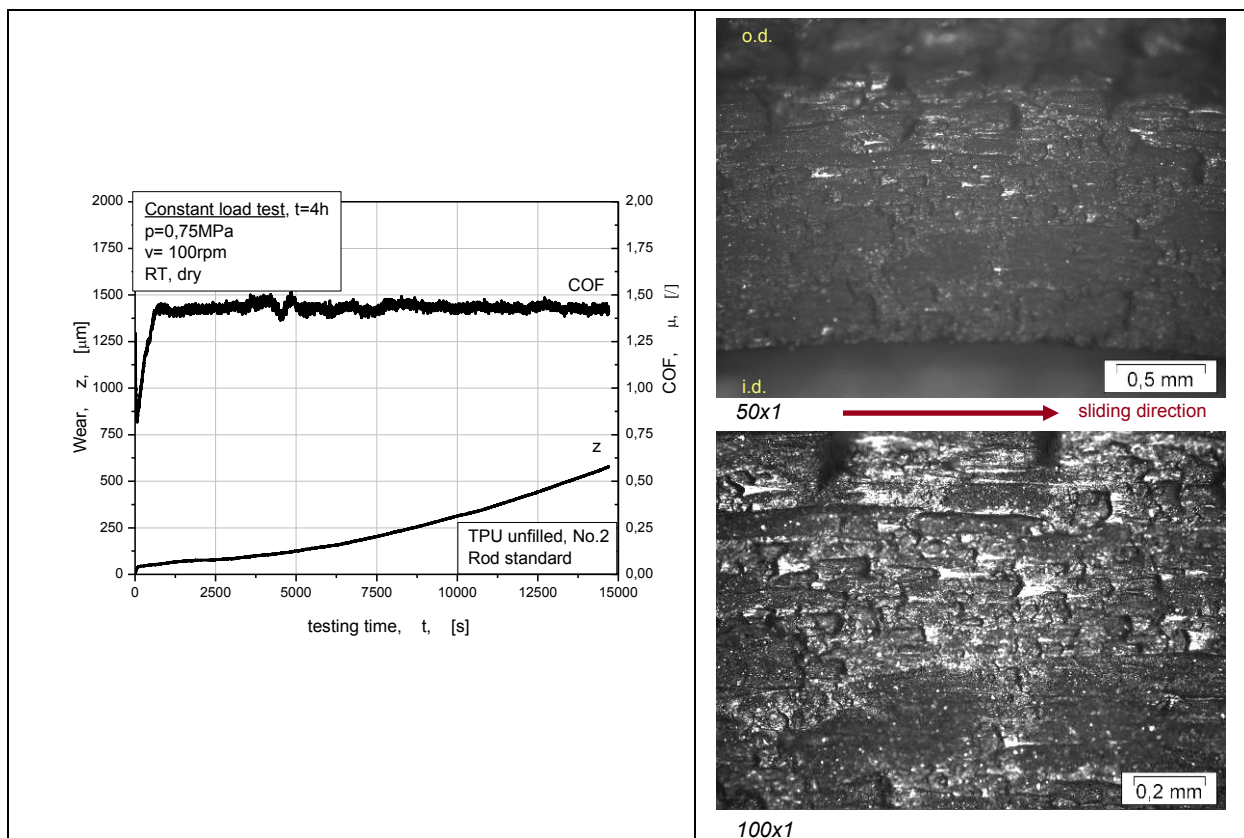 Constant load test, t=4h
p=0,75MPa
v= 100rpm
RT, dry
2000
1750
1500
1250
1000
750
500
250
0
Wear, z, [µm]
2,00
1,75
1,50
1,25
1,00
0,75
0,50
0,25
0,00
COF, µ, [/]
COF
z
TPU unfilled, No.2
Rod standard
0 2500 5000 7500 10000 12500 15000
testing time, t, [s]
o.d.
0,5 mm
i.d.
50x1 sliding direction
0,2 mm
100x1